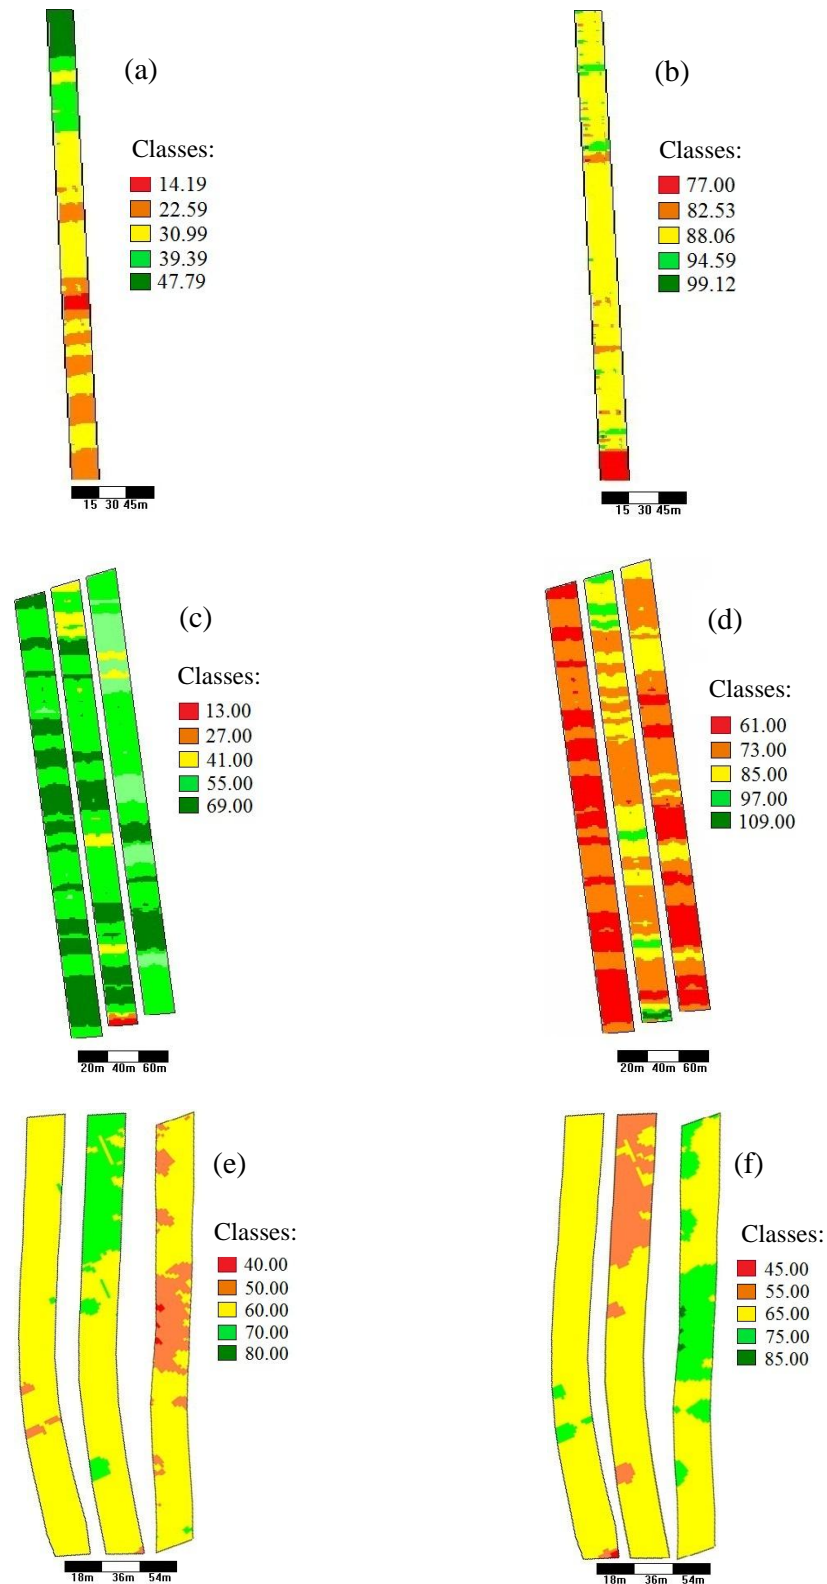 (a)
Classes:
14.19
22.59
30.99
39.39
47.79
15 30 45m
(b)
Classes:
77.00
82.53
88.06
94.59
99.12
15 30 45m
(c)
Classes:
13.00
27.00
41.00
55.00
69.00
20m 40m 60m
(d)
Classes:
61.00
73.00
85.00
97.00
109.00
20m 40m 60m
(e)
Classes:
40.00
50.00
60.00
70.00
80.00
18m 36m 54m
(f)
Classes:
45.00
55.00
65.00
75.00
85.00
18m 36m 54m